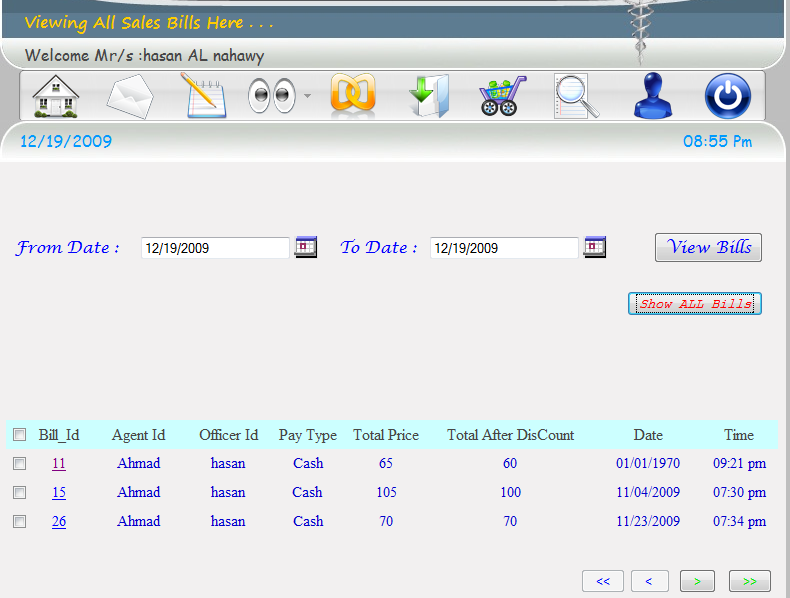 Viewing All Sales Bills Here . . .
Welcome Mr/s :hasan AL nahawy
12/19/2009 08:55 Pm
From Date : 12/19/2009 To Date : 12/19/2009 View Bills
Show ALL Bills
Bill_Id Agent Id Officer Id Pay Type Total Price Total After DisCount Date Time
11 Ahmad hasan Cash 65 60 01/01/1970 09:21 pm
15 Ahmad hasan Cash 105 100 11/04/2009 07:30 pm
26 Ahmad hasan Cash 70 70 11/23/2009 07:34 pm
<< < > >>